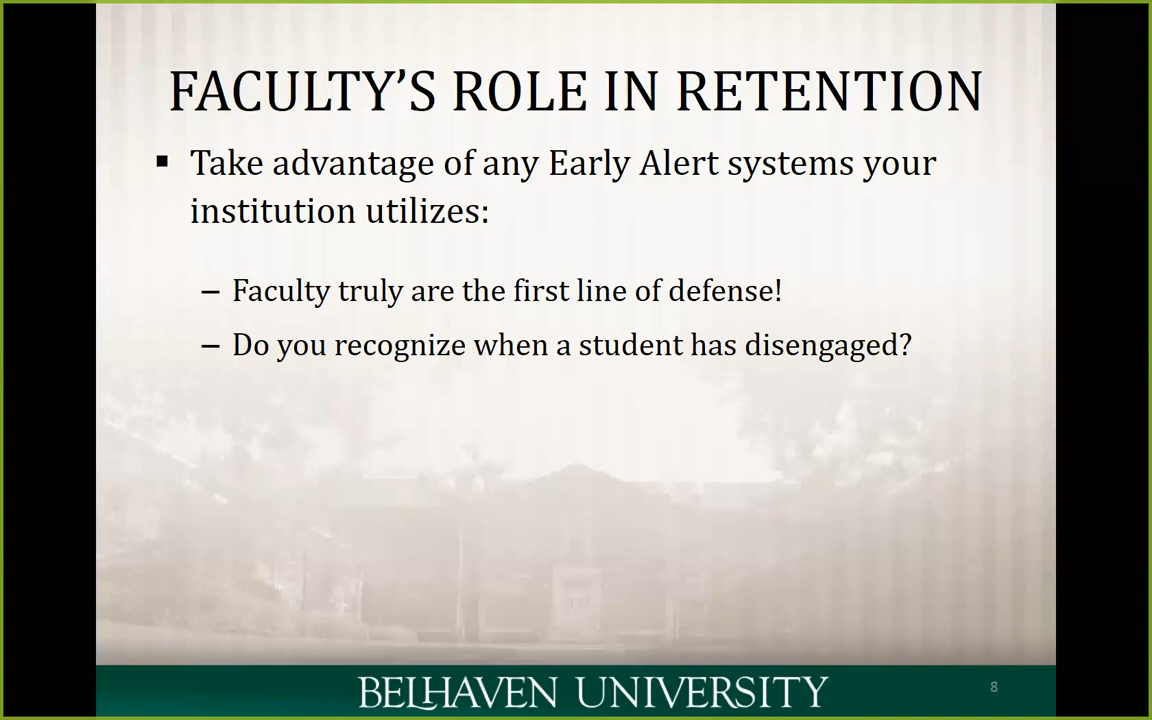 FACULTY’S ROLE IN RETENTION
▪ Take advantage of any Early Alert systems your
institution utilizes:
– Faculty truly are the first line of defense!
– Do you recognize when a student has disengaged?
BELHAVEN UNIVERSITY
8